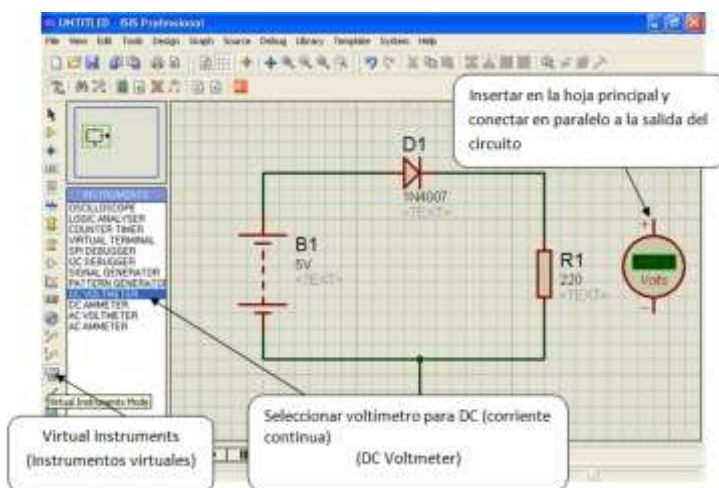 UNTITLED - ISIS Professional
File View Edit Tools Design Graph Source Debug Library Template System Help
Insertar en la hoja principal y
conectar en paralelo a la salida del
circuito
INSTRUMENTS
OSCILLOSCOPE
LOGIC ANALYSER
COUNTER TIMER
VIRTUAL TERMINAL
SPI DEBUGGER
I2C DEBUGGER
SIGNAL GENERATOR
PATTERN GENERATOR
DC VOLTMETER
DC AMMETER
AC VOLTMETER
AC AMMETER
D1
1N4007
<TEXT>
B1
5V
<TEXT>
R1
220
<TEXT>
+
Volts
-
Virtual Instruments Mode
Virtual instruments
(Instrumentos virtuales)
Seleccionar voltímetro para DC (corriente
continua)
(DC Voltmeter)